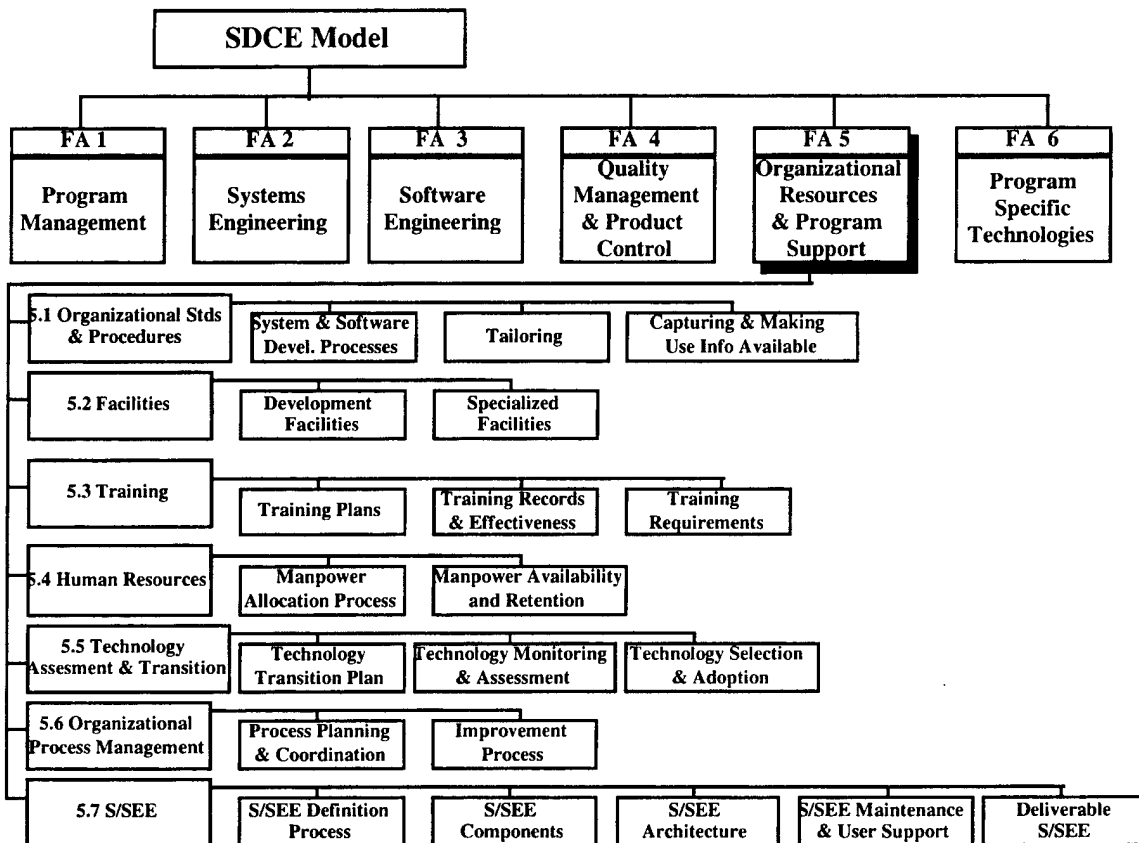 SDCE Model
FA 1
Program
Management
FA 2
Systems
Engineering
FA 3
Software
Engineering
FA 4
Quality
Management
& Product
Control
FA 5
Organizational
Resources
& Program
Support
FA 6
Program
Specific
Technologies
5.1 Organizational Stds
& Procedures
System & Software
Devel. Processes
Tailoring
Capturing & Making
Use Info Available
5.2 Facilities
Development
Facilities
Specialized
Facilities
5.3 Training
Training Plans
Training Records
& Effectiveness
Training
Requirements
5.4 Human Resources
Manpower
Allocation Process
Manpower Availability
and Retention
5.5 Technology
Assesment & Transition
Technology
Transition Plan
Technology Monitoring
& Assessment
Technology Selection
& Adoption
5.6 Organizational
Process Management
Process Planning
& Coordination
Improvement
Process
5.7 S/SEE
S/SEE Definition
Process
S/SEE
Components
S/SEE
Architecture
S/SEE Maintenance
& User Support
Deliverable
S/SEE